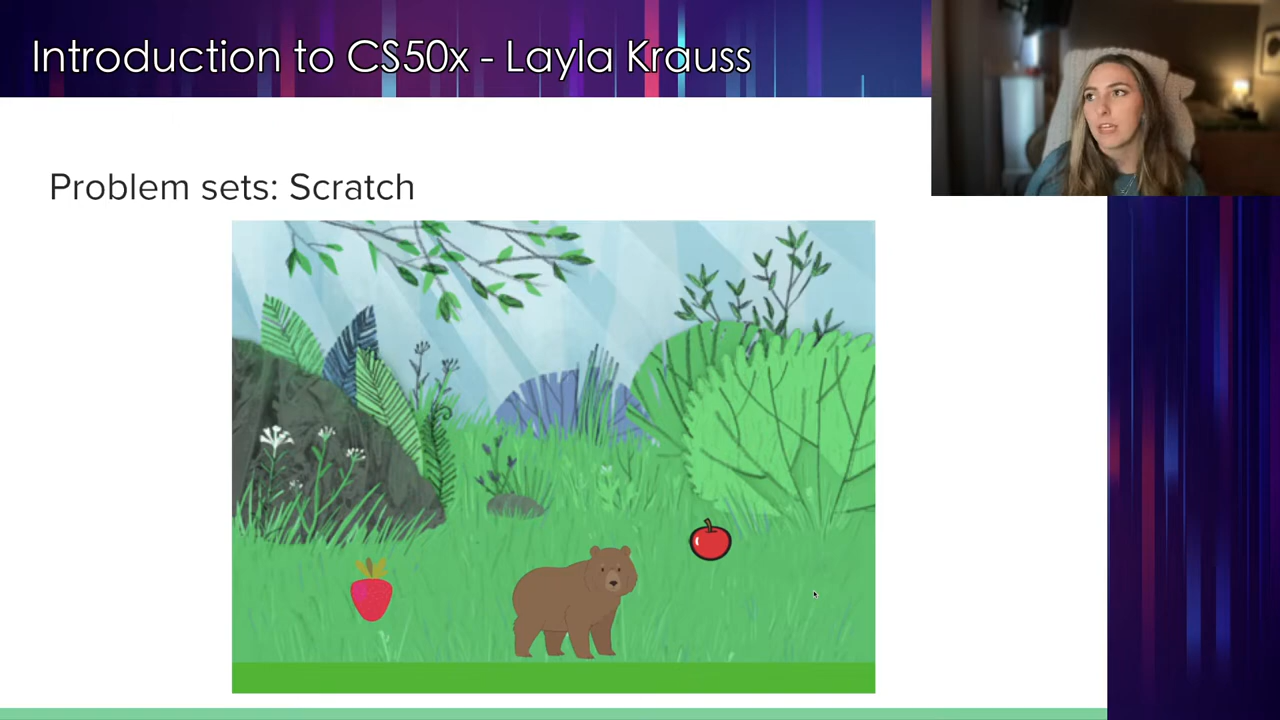 Introduction to CS50x - Layla Krauss
Problem sets: Scratch